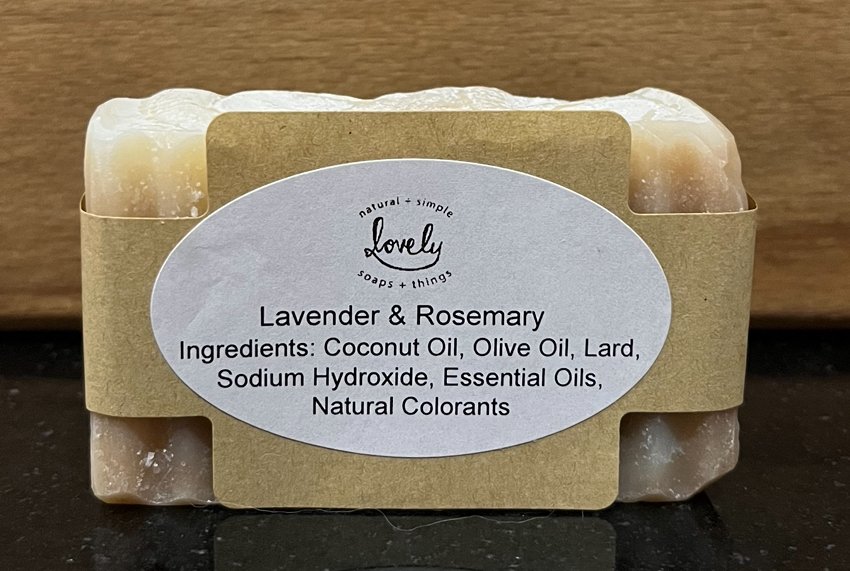 natural + simple
lovely
soaps + things
Lavender & Rosemary
Ingredients: Coconut Oil, Olive Oil, Lard,
Sodium Hydroxide, Essential Oils,
Natural Colorants